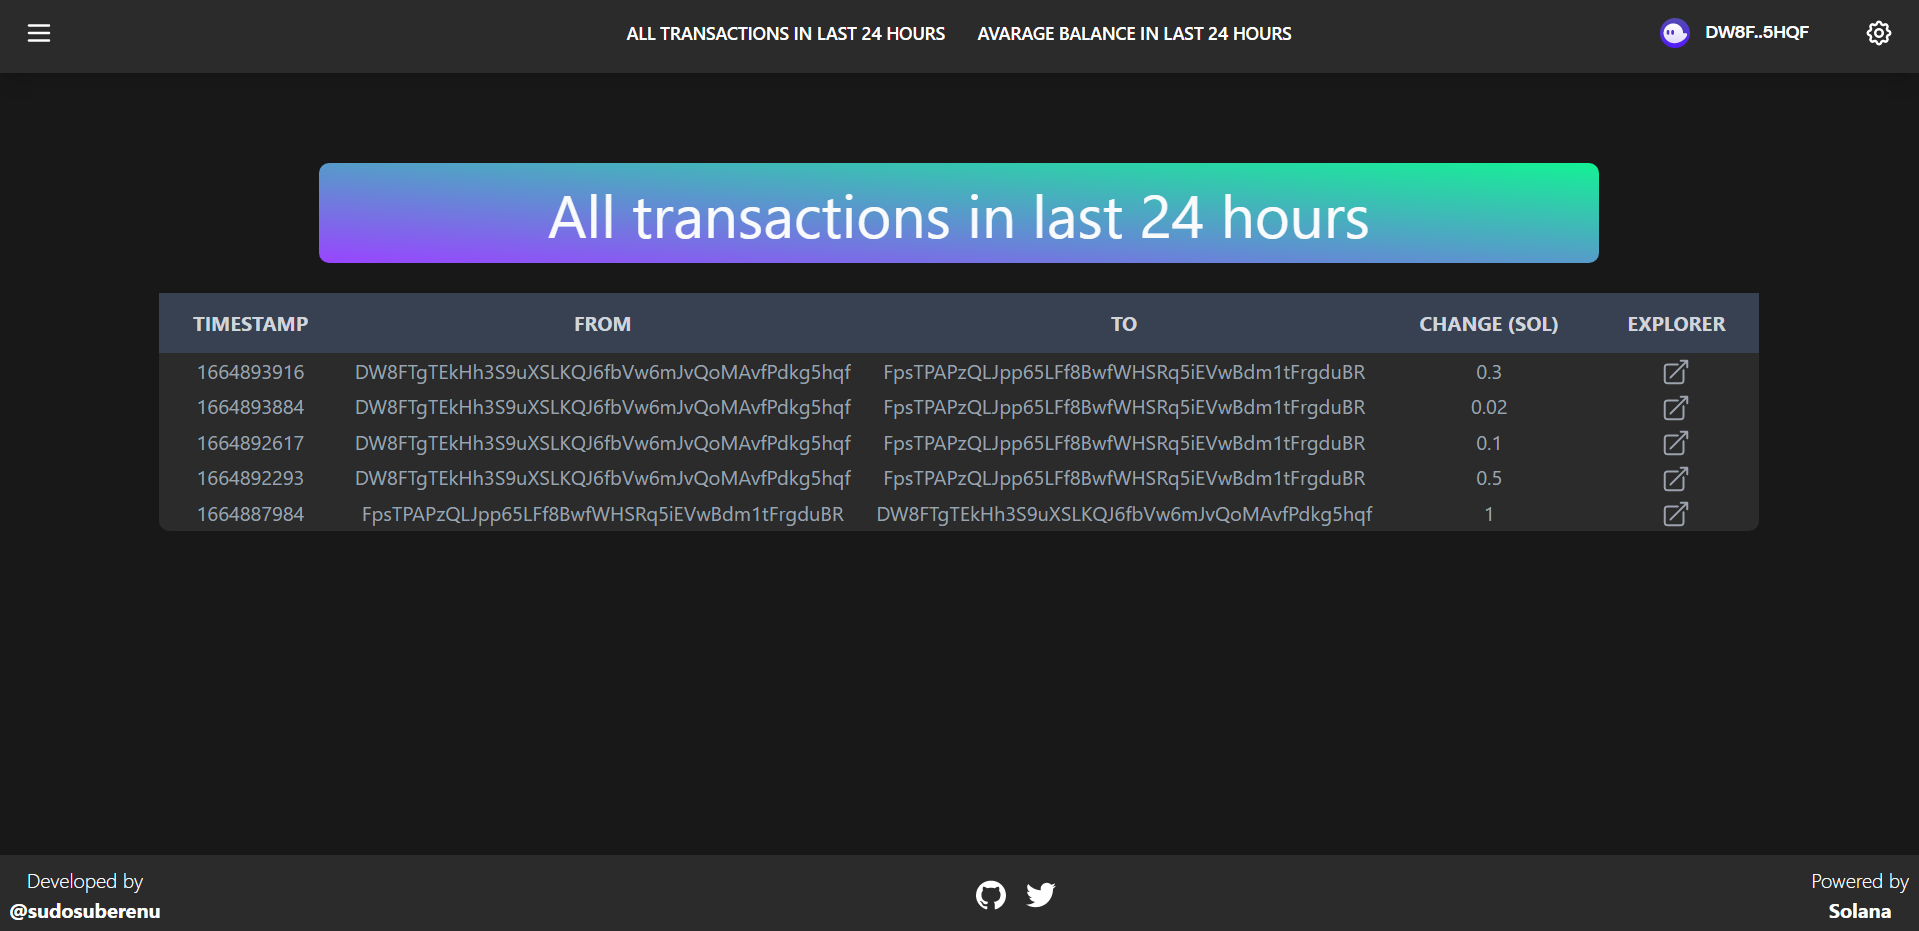 ALL TRANSACTIONS IN LAST 24 HOURS AVARAGE BALANCE IN LAST 24 HOURS DW8F..5HQF
All transactions in last 24 hours
TIMESTAMP FROM TO CHANGE (SOL) EXPLORER
1664893916 DW8FTgTEkHh3S9uXSLKQJ6fbVw6mJvQoMAvfPdkg5hqf FpsTPAPzQLJpp65LFf8BwfWHSRq5iEVwBdm1tFrgduBR 0.3
1664893884 DW8FTgTEkHh3S9uXSLKQJ6fbVw6mJvQoMAvfPdkg5hqf FpsTPAPzQLJpp65LFf8BwfWHSRq5iEVwBdm1tFrgduBR 0.02
1664892617 DW8FTgTEkHh3S9uXSLKQJ6fbVw6mJvQoMAvfPdkg5hqf FpsTPAPzQLJpp65LFf8BwfWHSRq5iEVwBdm1tFrgduBR 0.1
1664892293 DW8FTgTEkHh3S9uXSLKQJ6fbVw6mJvQoMAvfPdkg5hqf FpsTPAPzQLJpp65LFf8BwfWHSRq5iEVwBdm1tFrgduBR 0.5
1664887984 FpsTPAPzQLJpp65LFf8BwfWHSRq5iEVwBdm1tFrgduBR DW8FTgTEkHh3S9uXSLKQJ6fbVw6mJvQoMAvfPdkg5hqf 1
Developed by
@sudosuberenu
Powered by
Solana